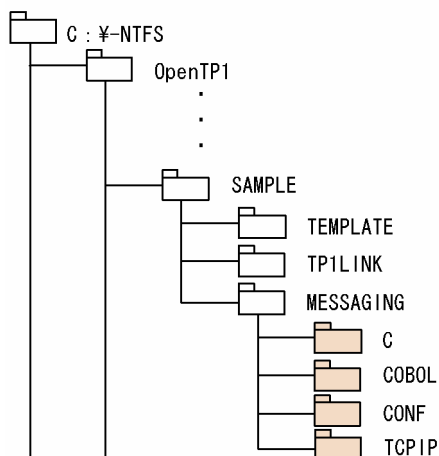 C：¥-NTFS
OpenTP1
・
・
・
SAMPLE
TEMPLATE
TP1LINK
MESSAGING
C
COBOL
CONF
TCPIP